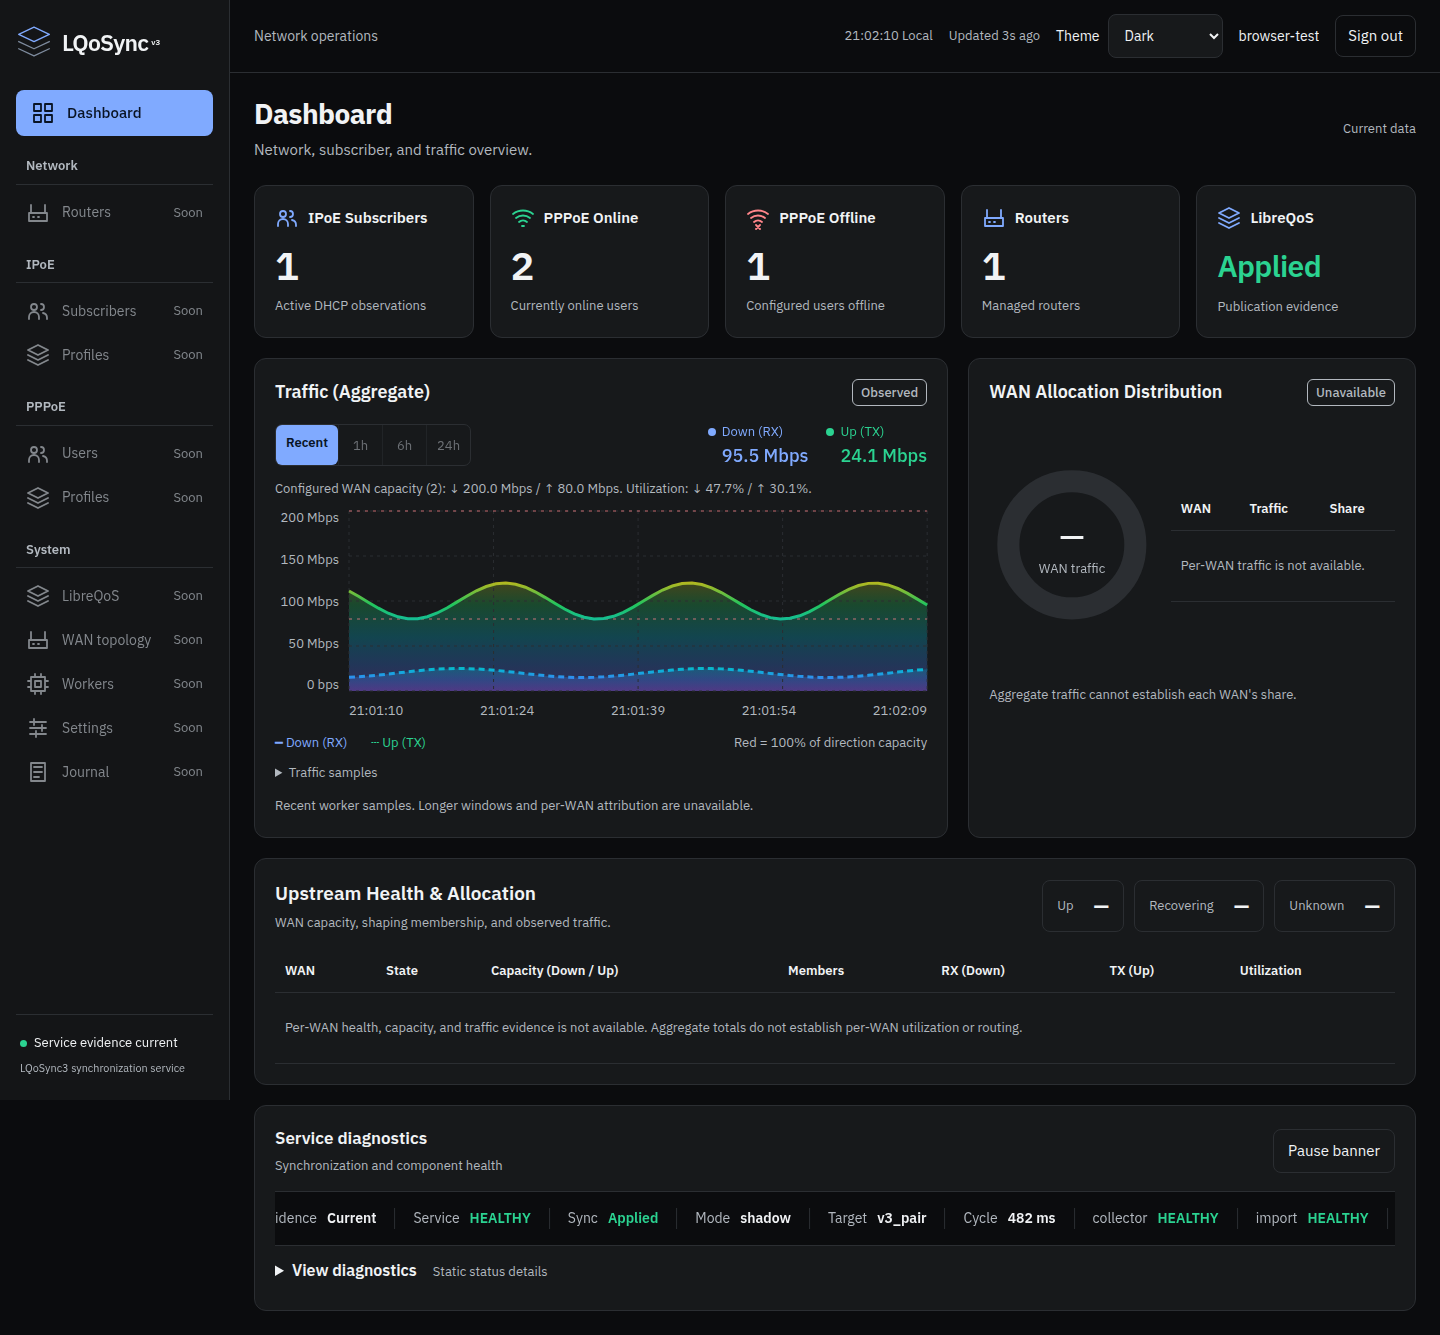 LQoSync v3
Dashboard
Network
Routers Soon
IPoE
Subscribers Soon
Profiles Soon
PPPoE
Users Soon
Profiles Soon
System
LibreQoS Soon
WAN topology Soon
Workers Soon
Settings Soon
Journal Soon
Service evidence current
LQoSync3 synchronization service
Network operations
21:02:10 Local Updated 3s ago Theme Dark browser-test Sign out
Dashboard
Network, subscriber, and traffic overview.
Current data
IPoE Subscribers
1
Active DHCP observations
PPPoE Online
2
Currently online users
PPPoE Offline
1
Configured users offline
Routers
1
Managed routers
LibreQoS
Applied
Publication evidence
Traffic (Aggregate) Observed
Recent 1h 6h 24h
Down (RX) Up (TX)
95.5 Mbps 24.1 Mbps
Configured WAN capacity (2): ↓ 200.0 Mbps / ↑ 80.0 Mbps. Utilization: ↓ 47.7% / ↑ 30.1%.
200 Mbps
150 Mbps
100 Mbps
50 Mbps
0 bps
21:01:10 21:01:24 21:01:39 21:01:54 21:02:09
Down (RX) Up (TX) Red = 100% of direction capacity
Traffic samples
Recent worker samples. Longer windows and per-WAN attribution are unavailable.
WAN Allocation Distribution Unavailable
—
WAN traffic
WAN Traffic Share
Per-WAN traffic is not available.
Aggregate traffic cannot establish each WAN's share.
Upstream Health & Allocation
WAN capacity, shaping membership, and observed traffic.
Up — Recovering — Unknown —
WAN State Capacity (Down / Up) Members RX (Down) TX (Up) Utilization
Per-WAN health, capacity, and traffic evidence is not available. Aggregate totals do not establish per-WAN utilization or routing.
Service diagnostics
Synchronization and component health
Pause banner
idence Current Service HEALTHY Sync Applied Mode shadow Target v3_pair Cycle 482 ms collector HEALTHY import HEALTHY
View diagnostics Static status details